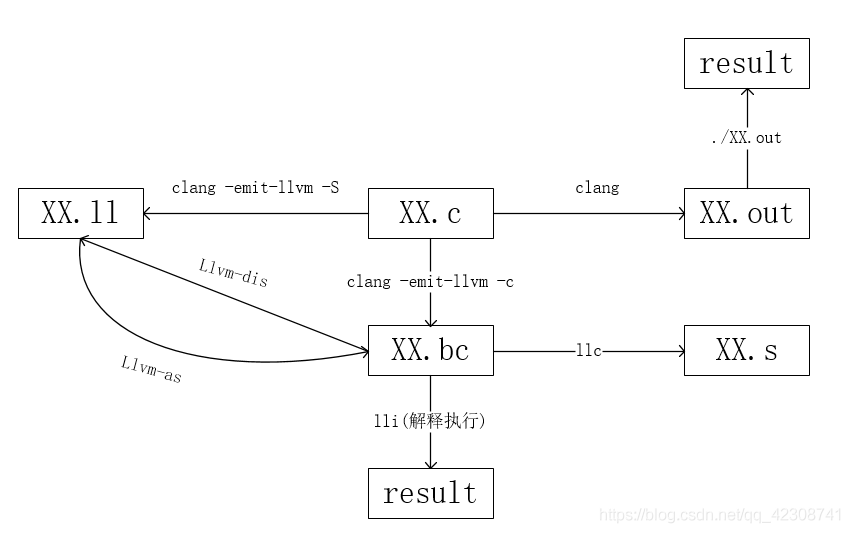 result
./XX.out
clang -emit-llvm -S
clang
XX.ll
XX.c
XX.out
Llvm-dis
clang -emit-llvm -c
XX.bc
llc
XX.s
Llvm-as
lli(解释执行)
result
https://blog.csdn.net/qq_42308741